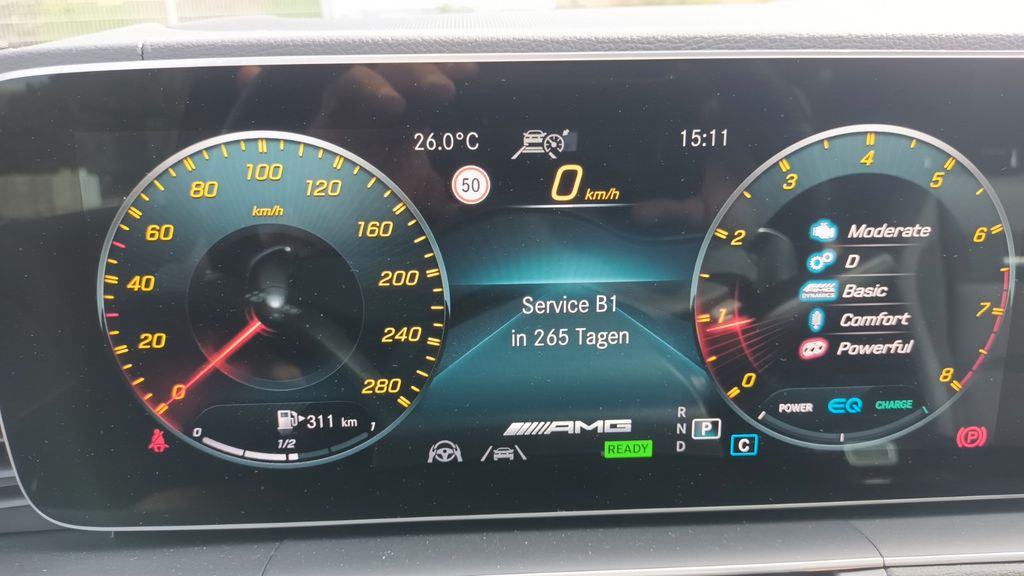 26.0°C
15:11
50
0 km/h
0
20
40
60
80
100
120
160
200
240
280
km/h
311 km
0
1/2
1
Service B1
in 265 Tagen
AMG
READY
R
N
D
P
C
0
1
2
3
4
5
6
7
8
Moderate
D
DYNAMICS
Basic
Comfort
Powerful
POWER
EQ
CHARGE
P